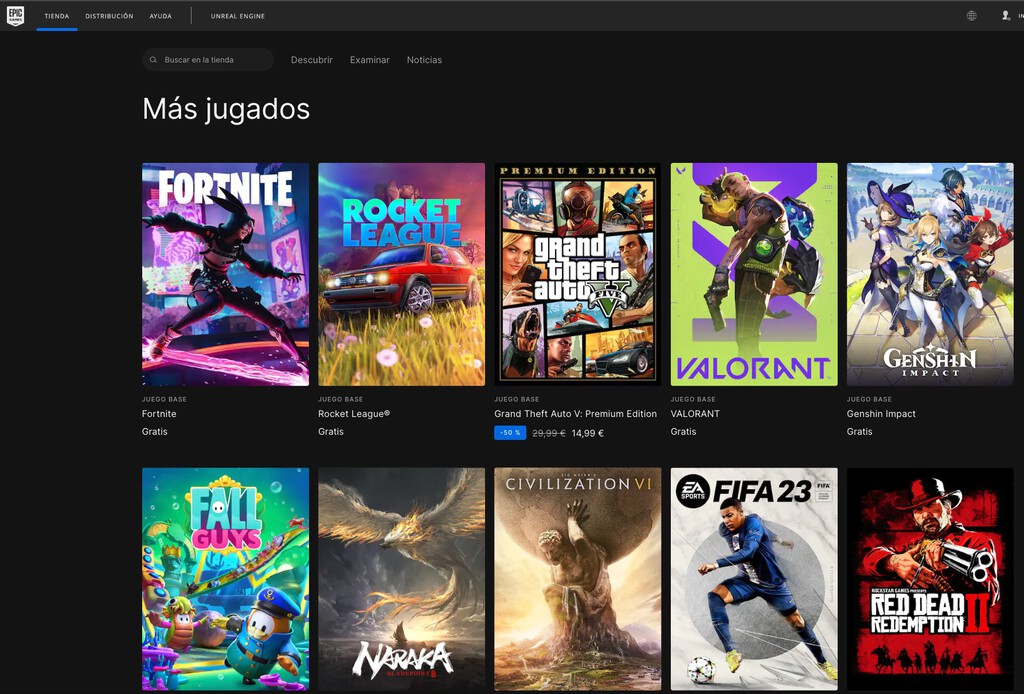 EPIC GAMES
TIENDA DISTRIBUCIÓN AYUDA UNREAL ENGINE
Buscar en la tienda Descubrir Examinar Noticias
Más jugados
FORTNITE
ROCKET LEAGUE
PREMIUM EDITION
grand theft auto V
FIVE
VALORANT
GENSHIN IMPACT
JUEGO BASE
Fortnite
Gratis
JUEGO BASE
Rocket League®
Gratis
JUEGO BASE
Grand Theft Auto V: Premium Edition
-50 % 29,99 € 14,99 €
JUEGO BASE
VALORANT
Gratis
JUEGO BASE
Genshin Impact
Gratis
FALL GUYS
NARAKA
BLADEPOINT
SID MEIER'S
CIVILIZATION VI
EA SPORTS FIFA 23
FIFA
ROCKSTAR GAMES PRESENTS
RED DEAD REDEMPTION II